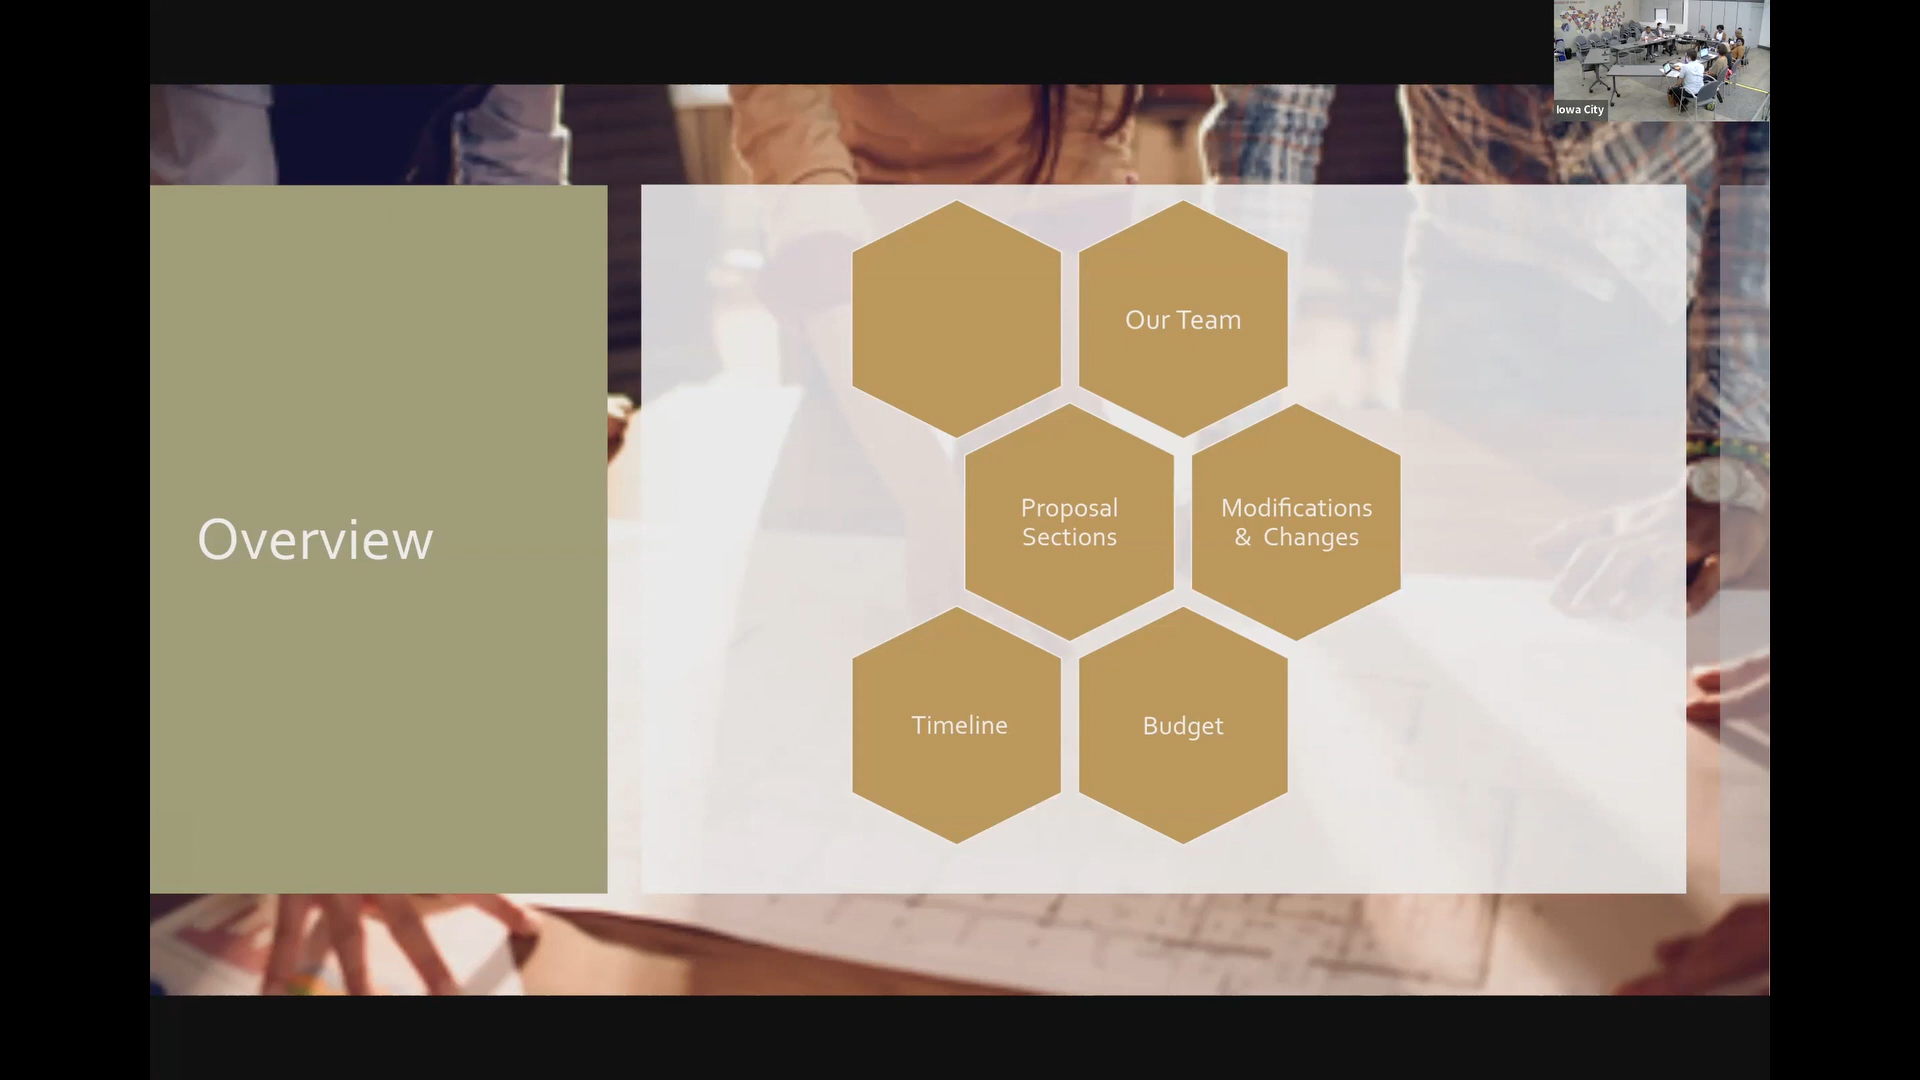 Iowa City
Overview
Our Team
Proposal
Sections
Modifications
& Changes
Timeline
Budget